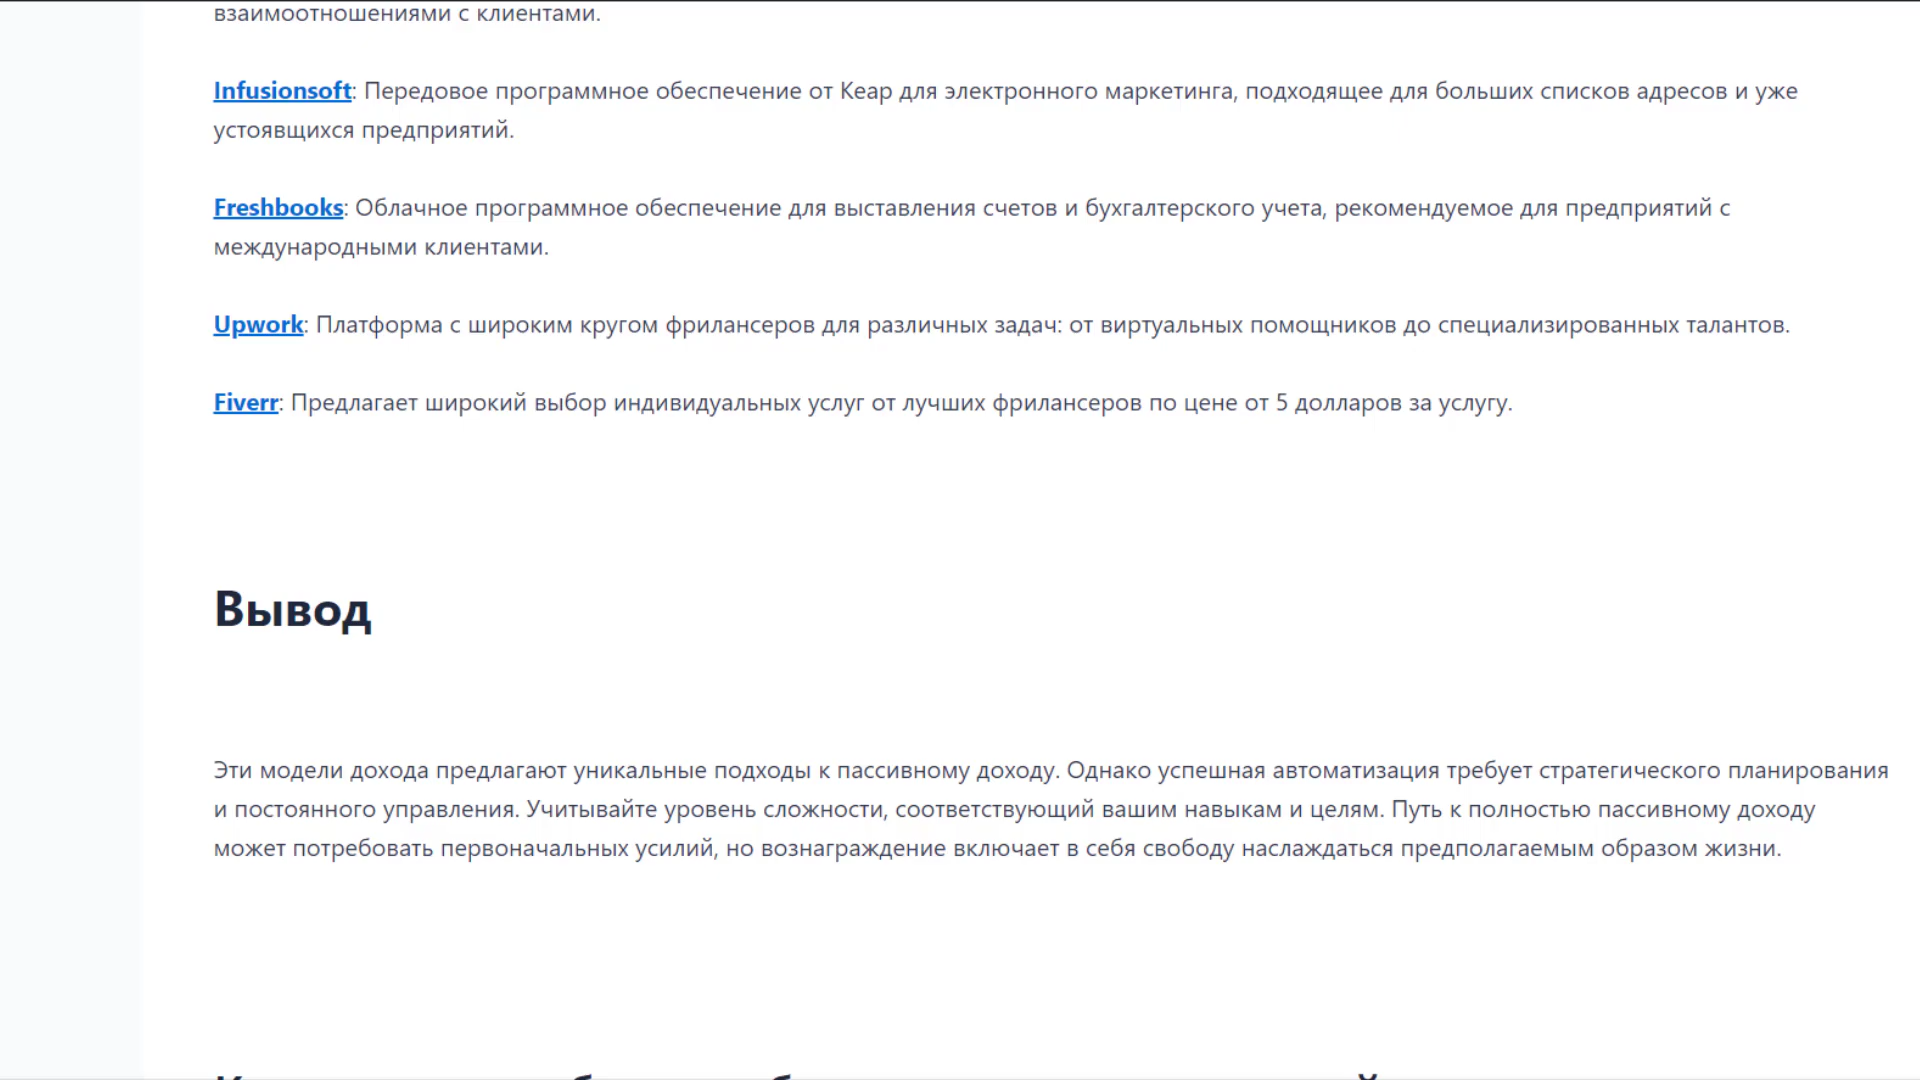 взаимоотношениями с клиентами.
Infusionsoft: Передовое программное обеспечение от Keap для электронного маркетинга, подходящее для больших списков адресов и уже
устоявщихся предприятий.
Freshbooks: Облачное программное обеспечение для выставления счетов и бухгалтерского учета, рекомендуемое для предприятий с
международными клиентами.
Upwork: Платформа с широким кругом фрилансеров для различных задач: от виртуальных помощников до специализированных талантов.
Fiverr: Предлагает широкий выбор индивидуальных услуг от лучших фрилансеров по цене от 5 долларов за услугу.
Вывод
Эти модели дохода предлагают уникальные подходы к пассивному доходу. Однако успешная автоматизация требует стратегического планирования
и постоянного управления. Учитывайте уровень сложности, соответствующий вашим навыкам и целям. Путь к полностью пассивному доходу
может потребовать первоначальных усилий, но вознаграждение включает в себя свободу наслаждаться предполагаемым образом жизни.